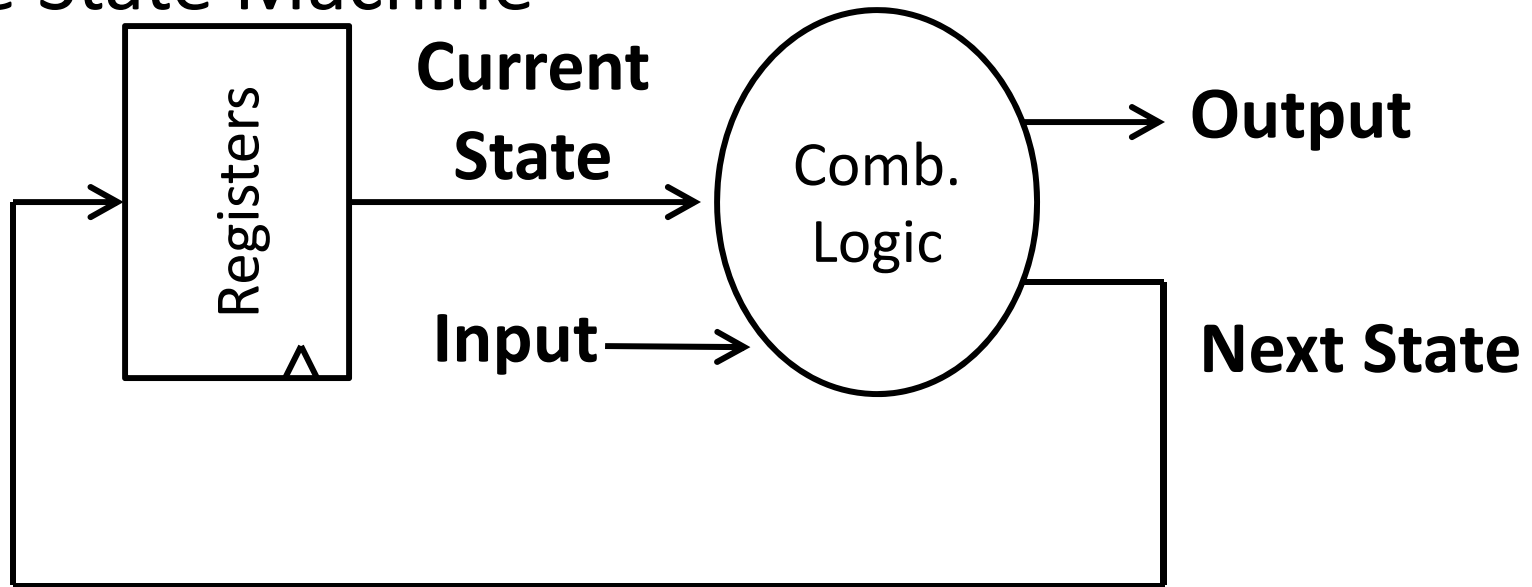 State Machine
Current
State
Registers
Comb.
Logic
Output
Input
Next State